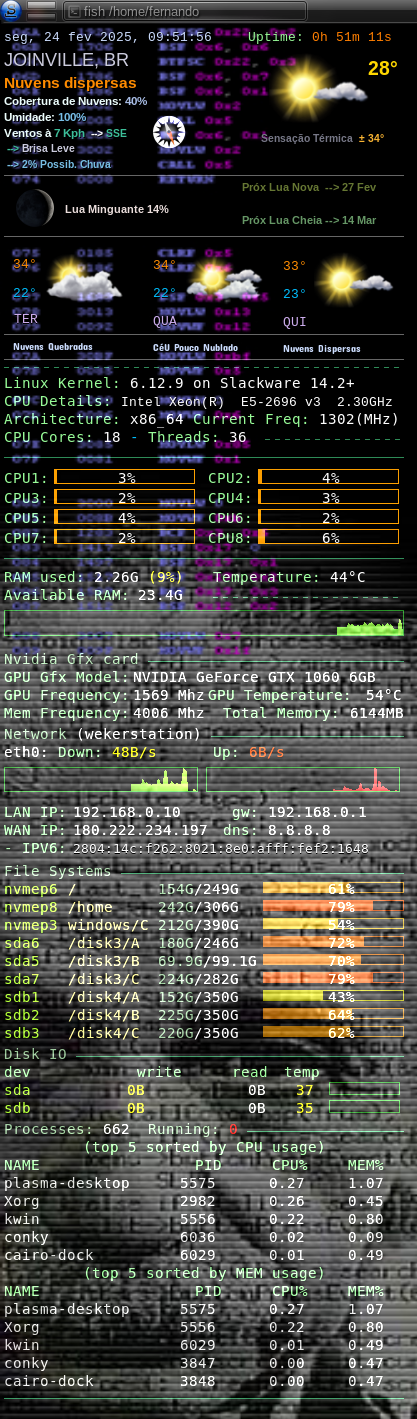 fish /home/fernando
seg, 24 fev 2025, 09:51:56 Uptime: 0h 51m 11s
JOINVILLE, BR 28°
Nuvens dispersas
Cobertura de Nuvens: 40%
Umidade: 100%
Ventos à 7 Kph --> SSE
--> Brisa Leve Sensação Térmica ± 34°
--> 2% Possib. Chuva
Próx Lua Nova --> 27 Fev
Lua Minguante 14%
Próx Lua Cheia --> 14 Mar
34° 34° 33°
22° 22° 23°
TER QUA QUI
Nuvens Quebradas Céu Pouco Nublado Nuvens Dispersas
Linux Kernel: 6.12.9 on Slackware 14.2+
CPU Details: Intel Xeon(R) E5-2696 v3 2.30GHz
Architecture: x86_64 Current Freq: 1302(MHz)
CPU Cores: 18 - Threads: 36
CPU1: 3% CPU2: 4%
CPU3: 2% CPU4: 3%
CPU5: 4% CPU6: 2%
CPU7: 2% CPU8: 6%
RAM used: 2.26G (9%) Temperature: 44°C
Available RAM: 23.4G
Nvidia Gfx card
GPU Gfx Model: NVIDIA GeForce GTX 1060 6GB
GPU Frequency: 1569 Mhz GPU Temperature: 54°C
Mem Frequency: 4006 Mhz Total Memory: 6144MB
Network (wekerstation)
eth0: Down: 48B/s Up: 6B/s
LAN IP: 192.168.0.10 gw: 192.168.0.1
WAN IP: 180.222.234.197 dns: 8.8.8.8
- IPV6: 2804:14c:f262:8021:8e0:afff:fef2:1648
File Systems
nvmep6 / 154G/249G 61%
nvmep8 /home 242G/306G 79%
nvmep3 windows/C 212G/390G 54%
sda6 /disk3/A 180G/246G 72%
sda5 /disk3/B 69.9G/99.1G 70%
sda7 /disk3/C 224G/282G 79%
sdb1 /disk4/A 152G/350G 43%
sdb2 /disk4/B 225G/350G 64%
sdb3 /disk4/C 220G/350G 62%
Disk IO
dev write read temp
sda 0B 0B 37
sdb 0B 0B 35
Processes: 662 Running: 0
(top 5 sorted by CPU usage)
NAME PID CPU% MEM%
plasma-desktop 5575 0.27 1.07
Xorg 2982 0.26 0.45
kwin 5556 0.22 0.80
conky 6036 0.02 0.09
cairo-dock 6029 0.01 0.49
(top 5 sorted by MEM usage)
NAME PID CPU% MEM%
plasma-desktop 5575 0.27 1.07
Xorg 5556 0.22 0.80
kwin 6029 0.01 0.49
conky 3847 0.00 0.47
cairo-dock 3848 0.00 0.47